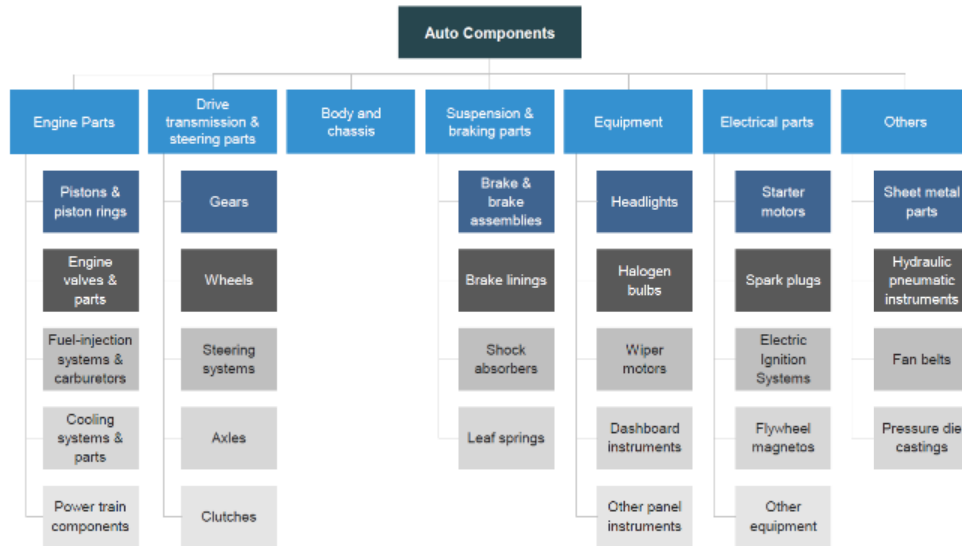 Auto Components
Engine Parts
Drive
transmission &
steering parts
Body and
chassis
Suspension &
braking parts
Equipment
Electrical parts
Others
Pistons &
piston rings
Gears
Brake &
brake
assemblies
Headlights
Starter
motors
Sheet metal
parts
Engine
valves &
parts
Wheels
Brake linings
Halogen
bulbs
Spark plugs
Hydraulic
pneumatic
instruments
Fuel-injection
systems &
carburetors
Steering
systems
Shock
absorbers
Wiper
motors
Electric
Ignition
Systems
Fan belts
Cooling
systems &
parts
Axles
Leaf springs
Dashboard
instruments
Flywheel
magnetos
Pressure die
castings
Power train
components
Clutches
Other panel
instruments
Other
equipment